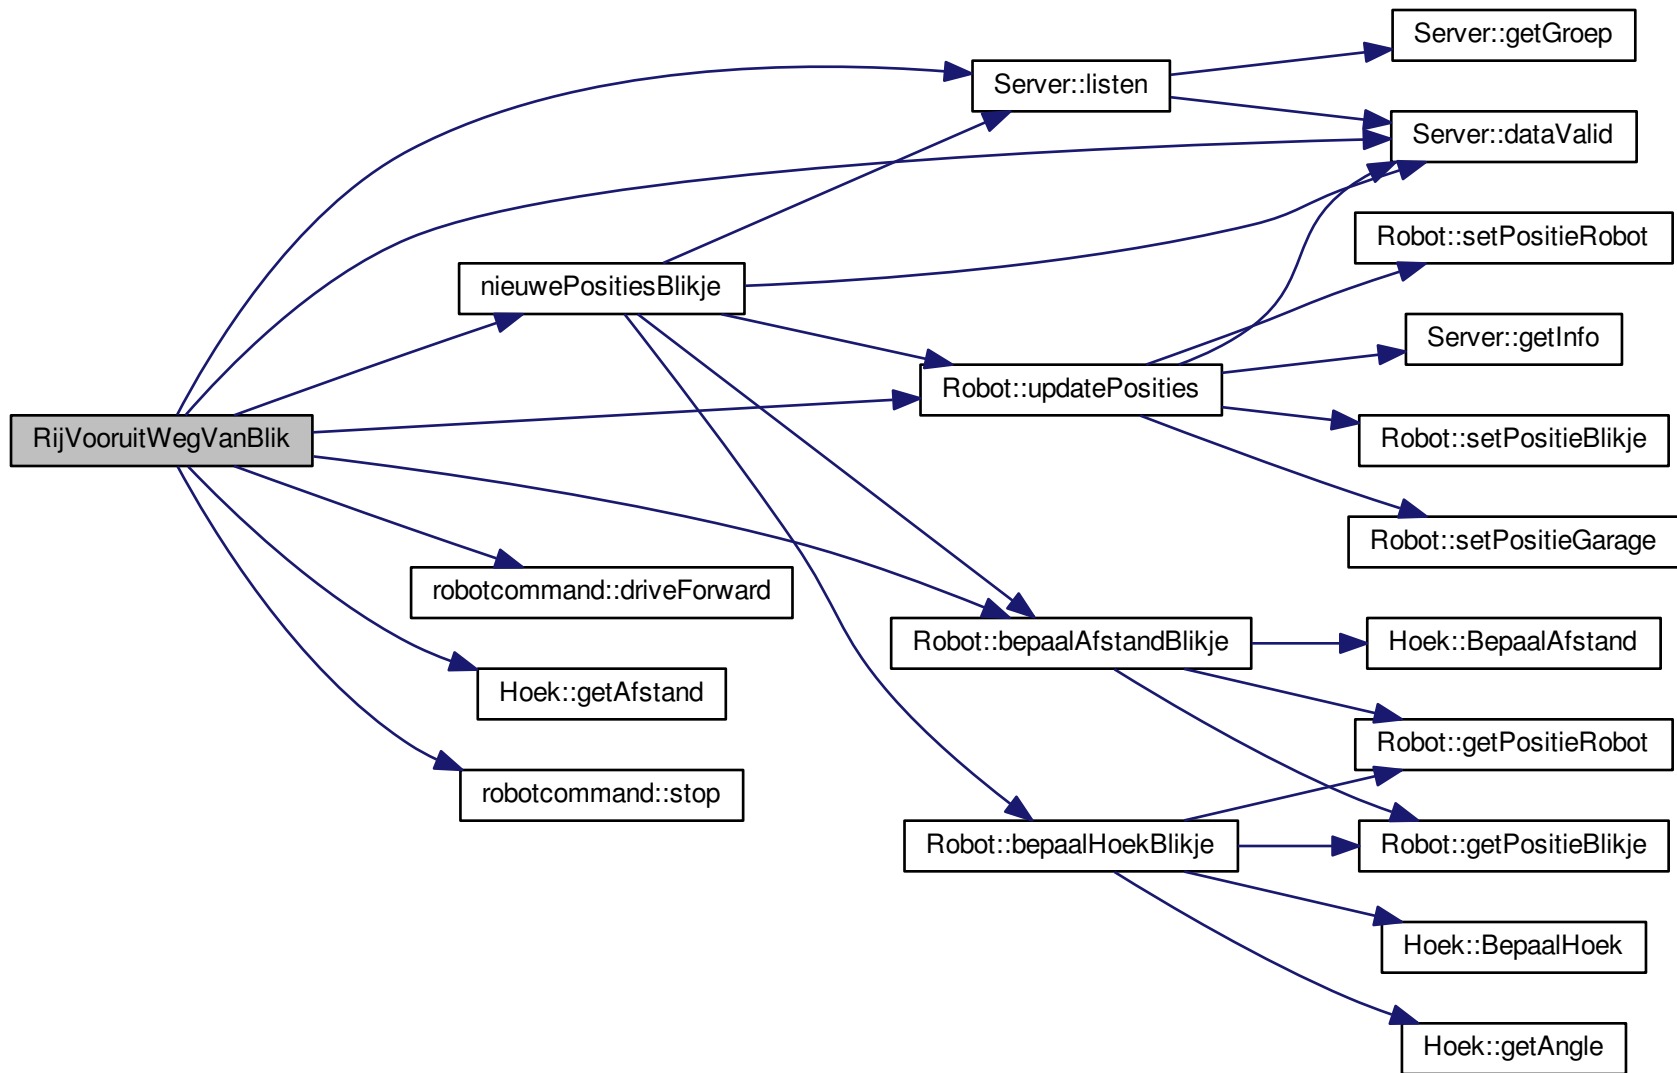 Server::getGroep
Server::listen
Server::dataValid
Robot::setPositieRobot
nieuwePositiesBlikje
Server::getInfo
Robot::updatePosities
RijVooruitWegVanBlik
Robot::setPositieBlikje
Robot::setPositieGarage
robotcommand::driveForward
Robot::bepaalAfstandBlikje
Hoek::BepaalAfstand
Hoek::getAfstand
Robot::getPositieRobot
robotcommand::stop
Robot::bepaalHoekBlikje
Robot::getPositieBlikje
Hoek::BepaalHoek
Hoek::getAngle